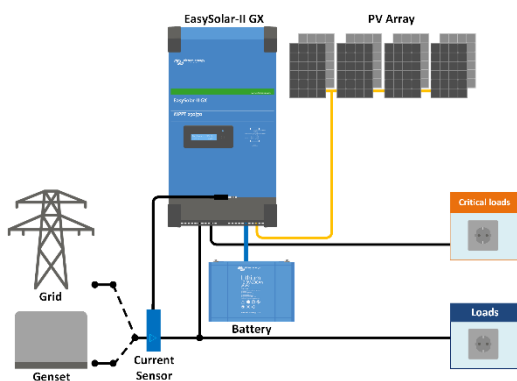 EasySolar-II GX
PV Array
EasySolar-II GX
MPPT 250|70
Critical loads
Grid
Lithium
Battery
Loads
Genset
Current
Sensor